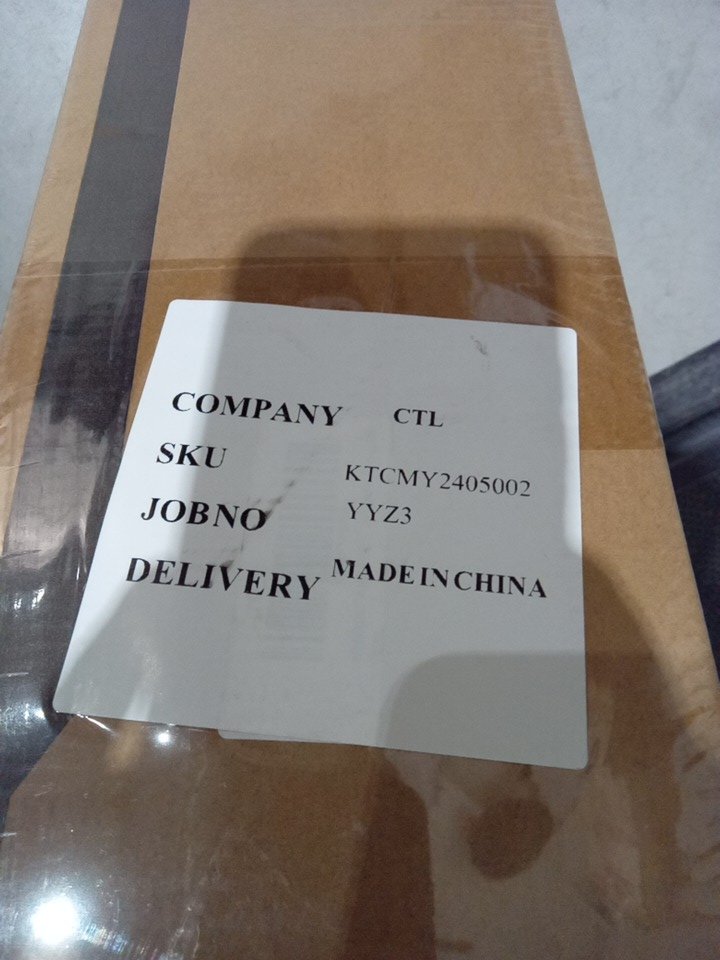 COMPANY CTL
SKU KTCMY2405002
JOBNO YYZ3
DELIVERY MADE IN CHINA